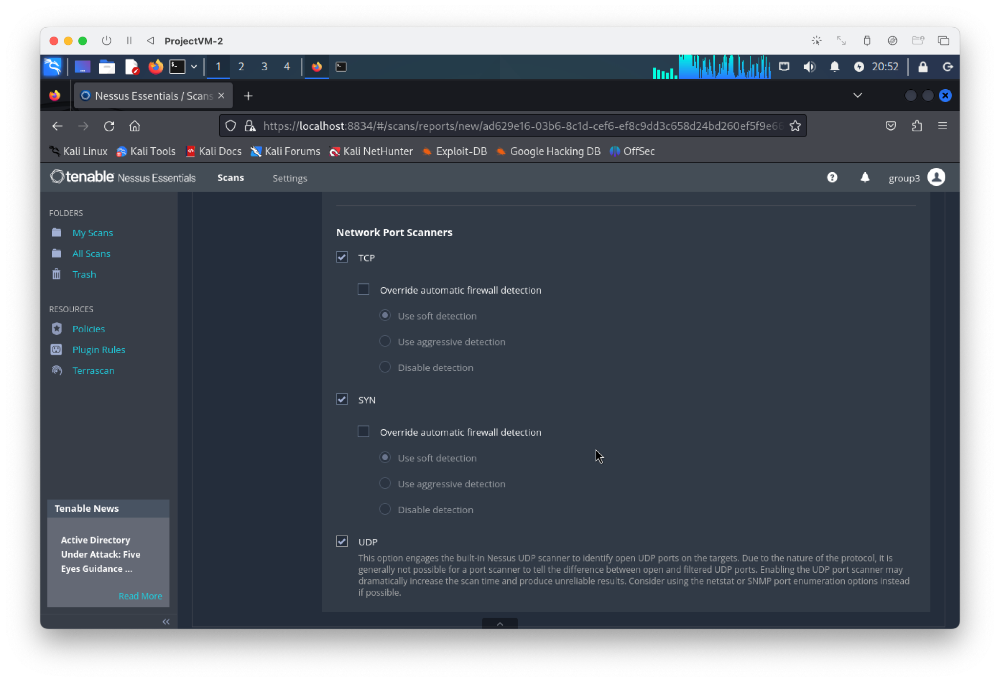 ProjectVM-2
1 2 3 4
20:52
Nessus Essentials / Scans
https://localhost:8834/#/scans/reports/new/ad629e16-03b6-8c1d-cef6-ef8c9dd3c658d24bd260ef5f9e66
Kali Linux Kali Tools Kali Docs Kali Forums Kali NetHunter Exploit-DB Google Hacking DB OffSec
tenable Nessus Essentials Scans Settings group3
FOLDERS
My Scans
All Scans
Trash
RESOURCES
Policies
Plugin Rules
Terrascan
Tenable News
Active Directory
Under Attack: Five
Eyes Guidance ...
Read More
Network Port Scanners
TCP
Override automatic firewall detection
Use soft detection
Use aggressive detection
Disable detection
SYN
Override automatic firewall detection
Use soft detection
Use aggressive detection
Disable detection
UDP
This option engages the built-in Nessus UDP scanner to identify open UDP ports on the targets. Due to the nature of the protocol, it is
generally not possible for a port scanner to tell the difference between open and filtered UDP ports. Enabling the UDP port scanner may
dramatically increase the scan time and produce unreliable results. Consider using the netstat or SNMP port enumeration options instead
if possible.